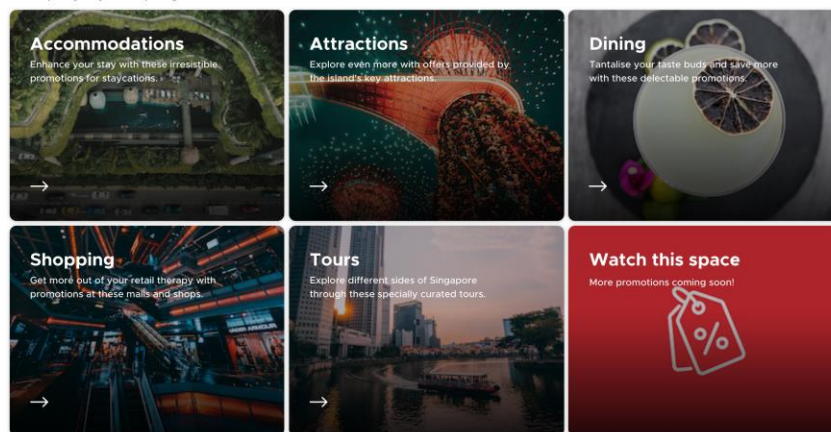 Accommodations
Enhance your stay with these irresistible
promotions for staycations.
Attractions
Explore even more with offers provided by
the island's key attractions.
Dining
Tantalise your taste buds and save more
with these delectable promotions.
Shopping
Get more out of your retail therapy with
promotions at these malls and shops.
UNDER ARMOUR
Tours
Explore different sides of Singapore
through these specially curated tours.
Watch this space
More promotions coming soon!
%